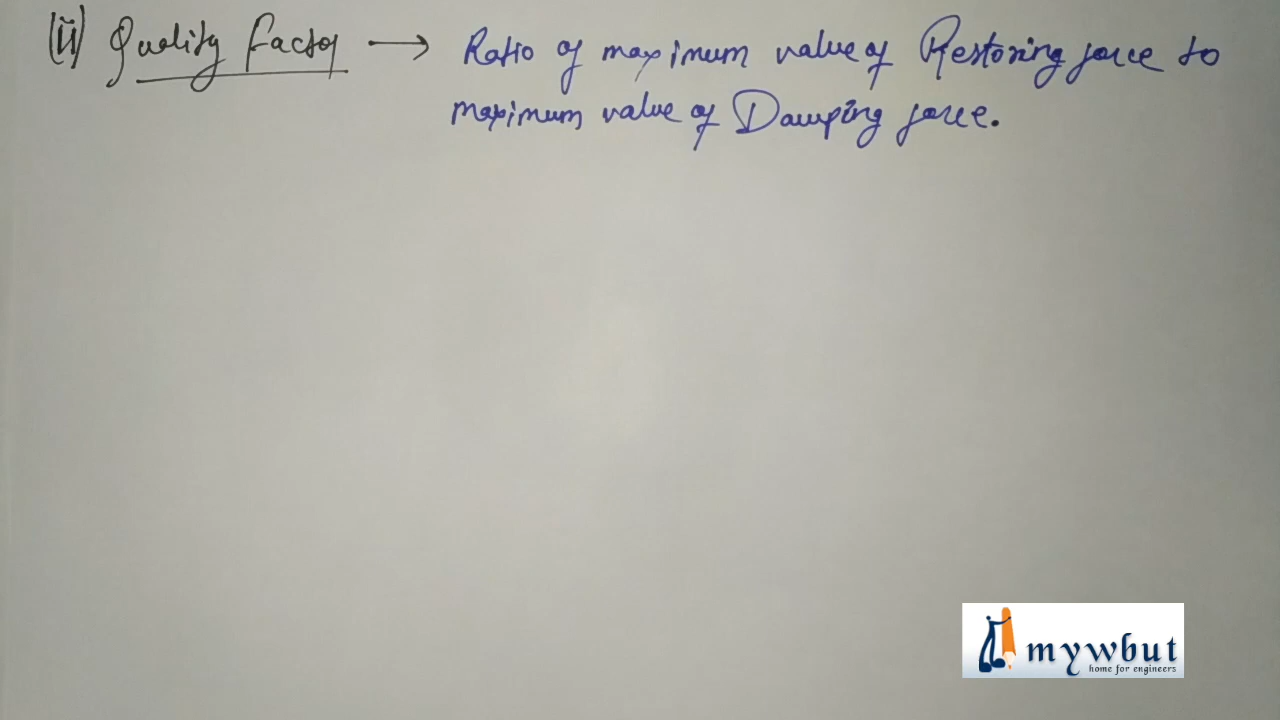 (ii) Quality factor → Ratio of maximum value of Restoring force to
maximum value of Damping force.
mywbut
home for engineers